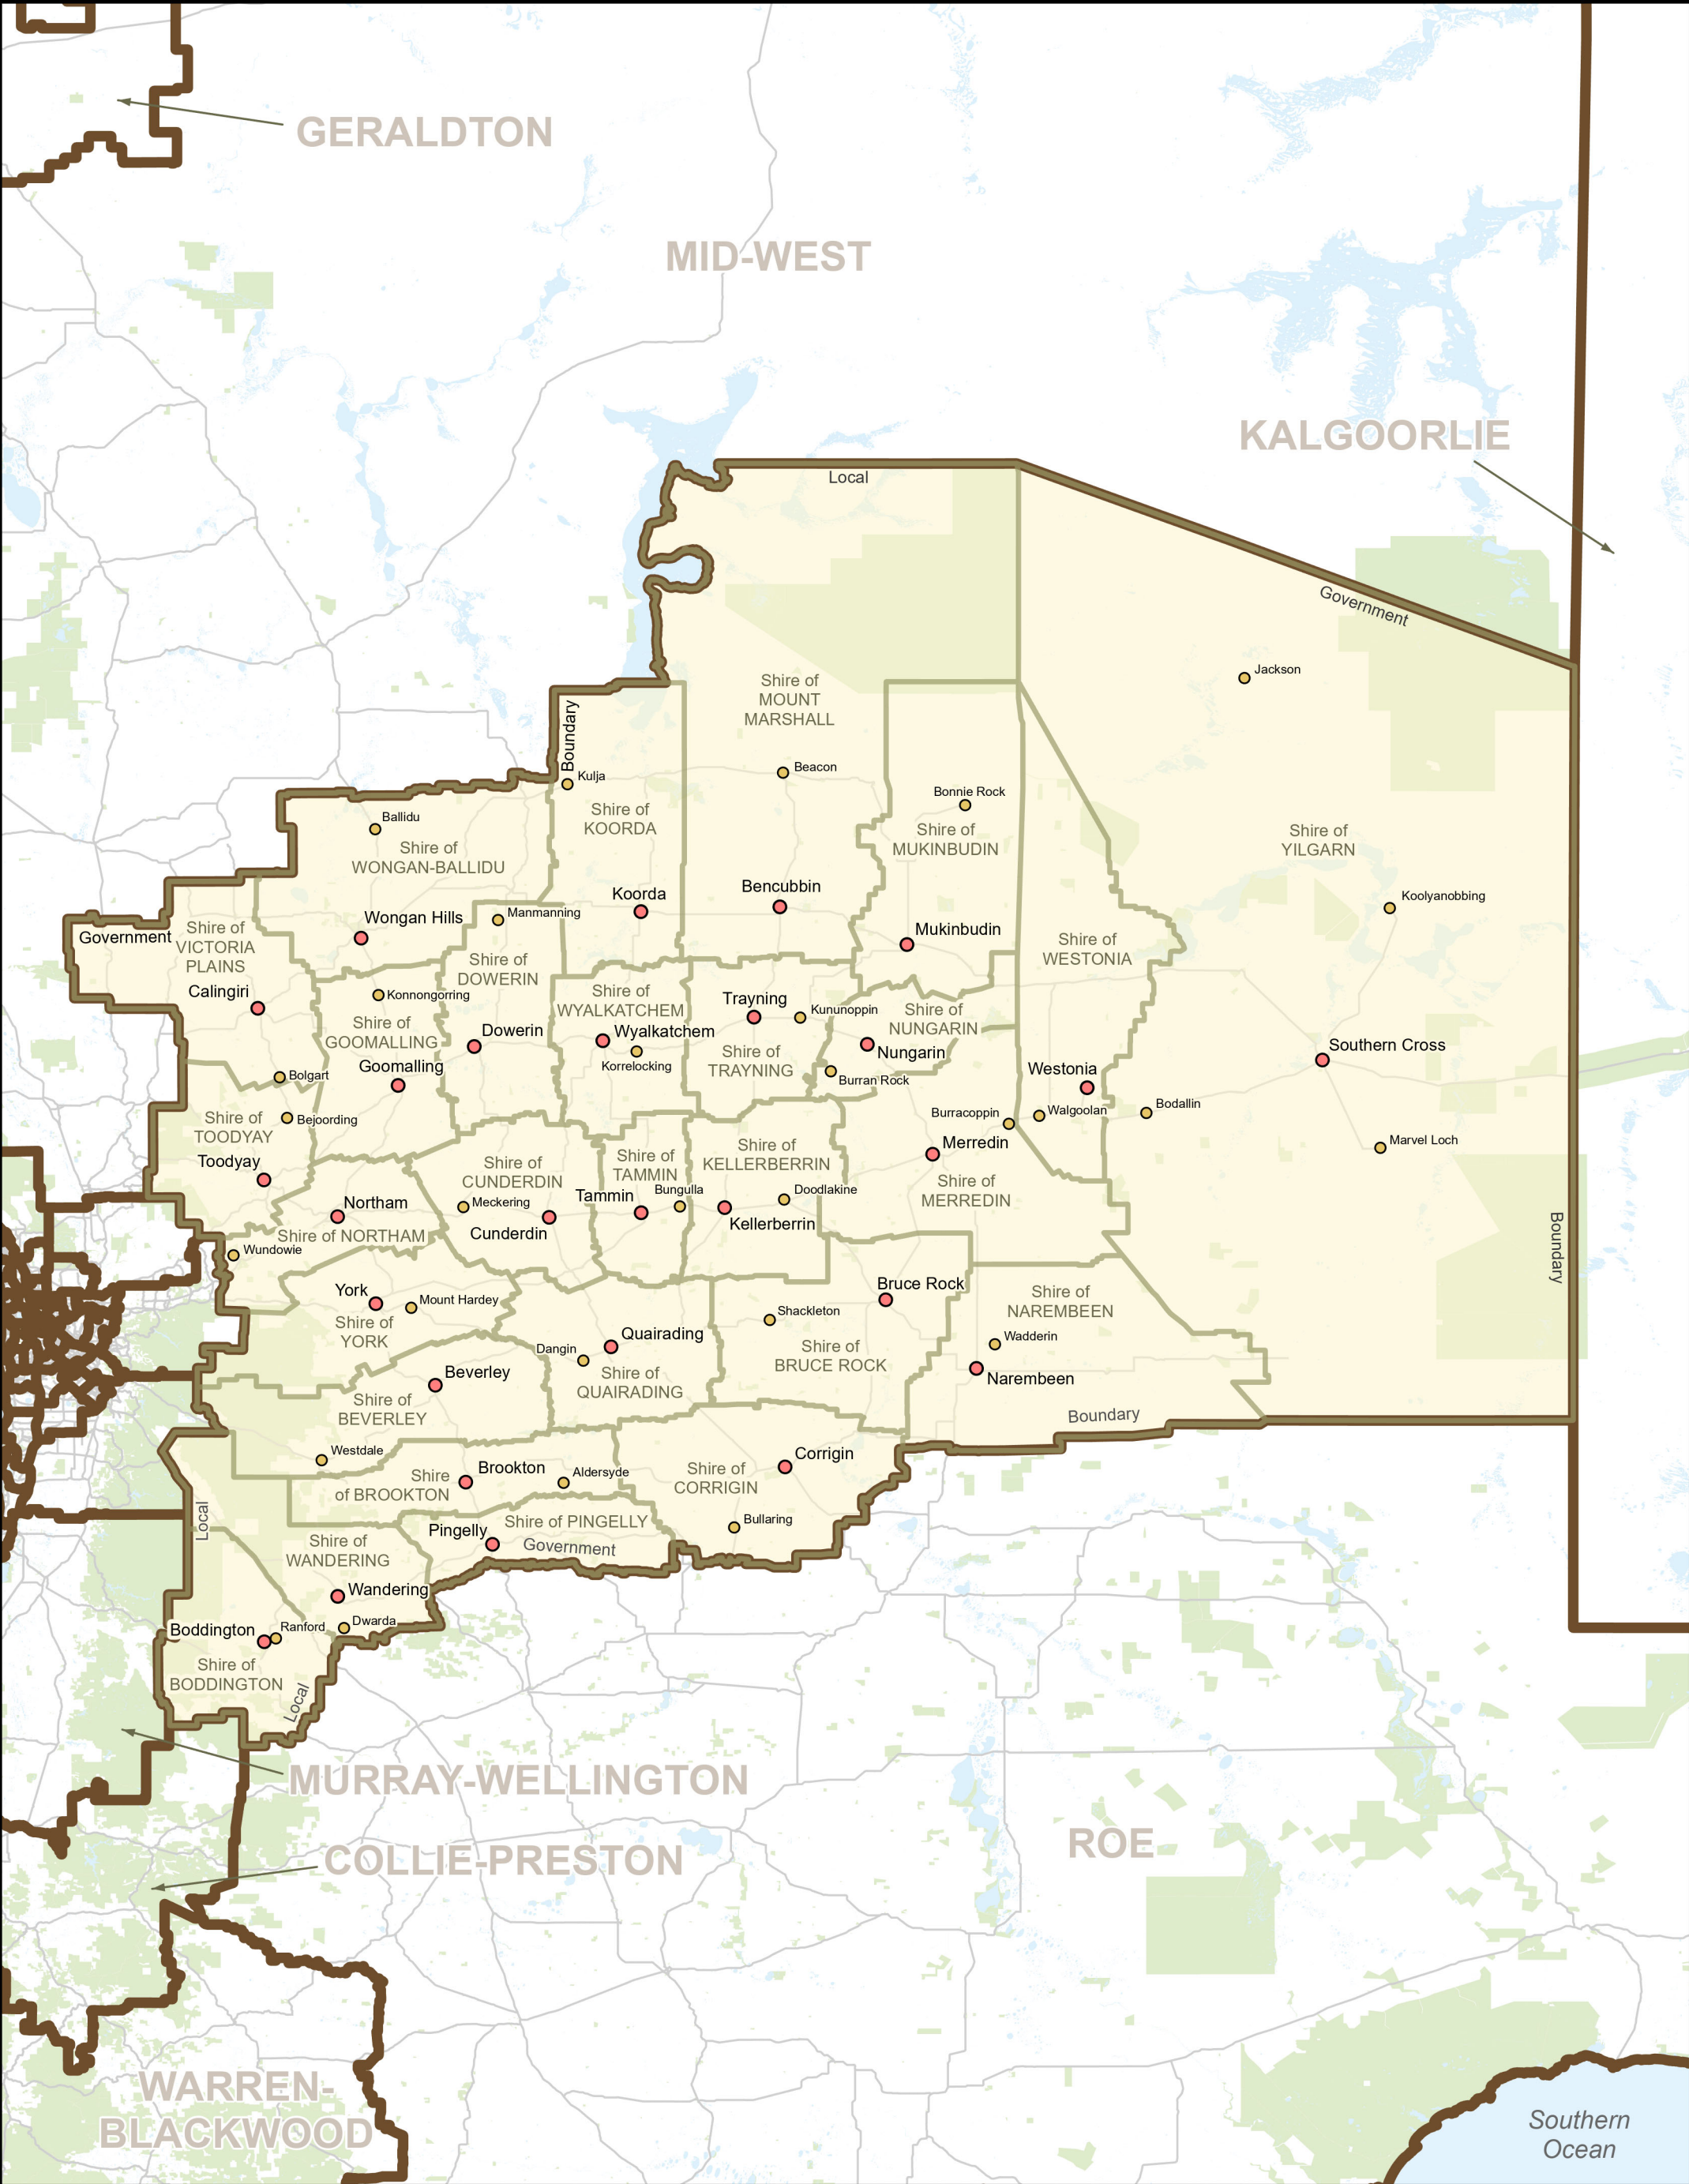 GERALDTON
MID-WEST
KALGOORLIE
Local
Government
Jackson
Shire of
MOUNT
MARSHALL
Boundary
Kulja
Beacon
Bonnie Rock
Shire of
KOORDA
Ballidu
Shire of
MUKINBUDIN
Shire of
YILGARN
Shire of
WONGAN-BALLIDU
Bencubbin
Koorda
Koolyanobbing
Wongan Hills
Manmanning
Government
Shire of
VICTORIA
PLAINS
Mukinbudin
Shire of
WESTONIA
Shire of
DOWERIN
Calingiri
Konnongorring
Shire of
WYALKATCHEM
Trayning
Kununoppin
Shire of
NUNGARIN
Shire of
GOOMALLING
Dowerin
Wyalkatchem
Nungarin
Southern Cross
Goomalling
Korrelocking
Shire of
TRAYNING
Burran Rock
Westonia
Bolgart
Shire of
TOODYAY
Bejoording
Burracoppin
Walgoolan
Bodallin
Merredin
Marvel Loch
Toodyay
Shire of
CUNDERDIN
Shire of
TAMMIN
Shire of
KELLERBERRIN
Shire of
MERREDIN
Northam
Meckering
Tammin
Bungulla
Doodlakine
Shire of NORTHAM
Cunderdin
Kellerberrin
Boundary
Wundowie
York
Mount Hardey
Bruce Rock
Shire of
NAREMBEEN
Shire of
YORK
Shackleton
Quairading
Wadderin
Dangin
Shire of
BRUCE ROCK
Beverley
Shire of
QUAIRADING
Narembeen
Shire of
BEVERLEY
Boundary
Westdale
Brookton
Aldersyde
Corrigin
Shire
of BROOKTON
Shire of
CORRIGIN
Local
Pingelly
Shire of PINGELLY
Bullaring
Government
Shire of
WANDERING
Wandering
Boddington
Ranford
Dwarda
Shire of
BODDINGTON
Local
MURRAY-WELLINGTON
COLLIE-PRESTON
ROE
WARREN-
BLACKWOOD
Southern
Ocean